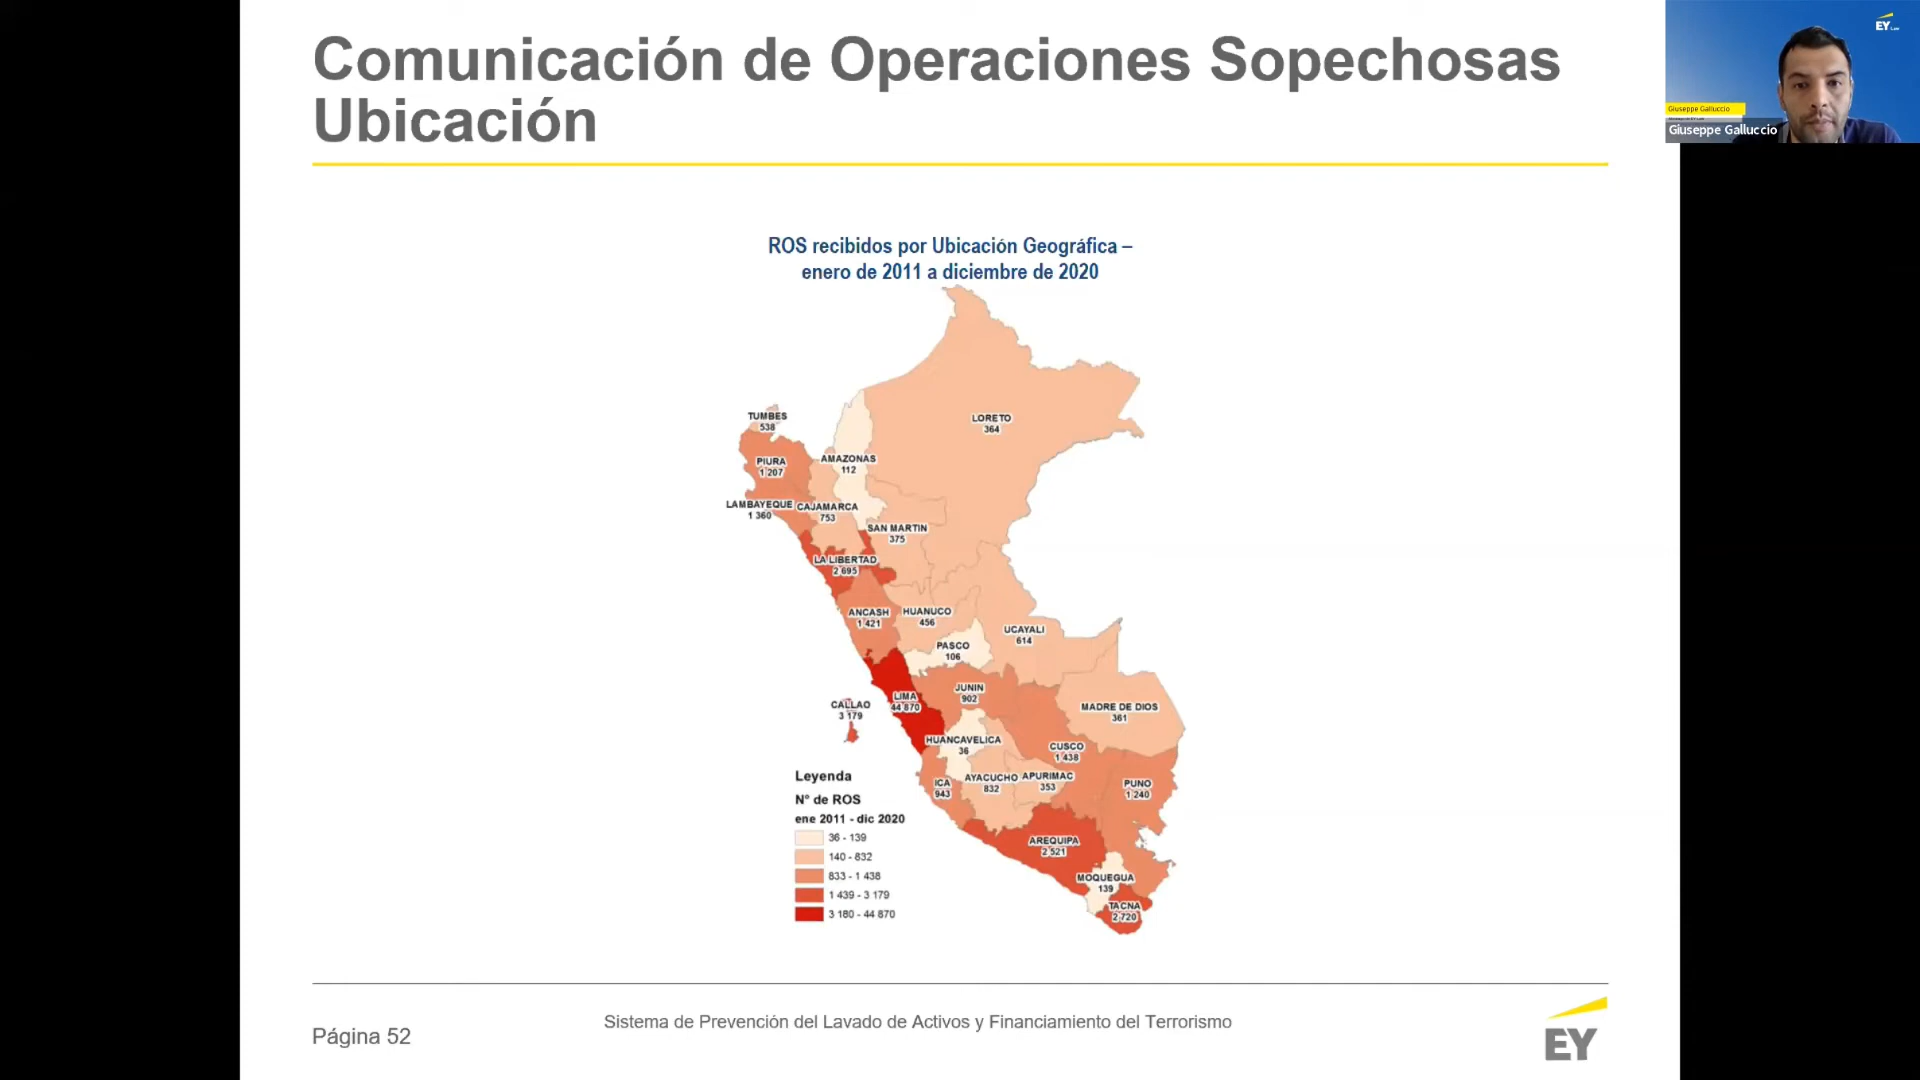 Comunicación de Operaciones Sopechosas
Ubicación
EY
Giuseppe Galluccio
Giuseppe Galluccio
ROS recibidos por Ubicación Geográfica –
enero de 2011 a diciembre de 2020
LORETO
364
TUMBES
538
PIURA
1 207
AMAZONAS
112
LAMBAYEQUE
1 360
CAJAMARCA
753
SAN MARTIN
375
LA LIBERTAD
2 695
ANCASH
1 421
HUANUCO
456
UCAYALI
614
PASCO
106
JUNIN
902
LIMA
44 870
CALLAO
3 179
MADRE DE DIOS
361
HUANCAVELICA
36
CUSCO
1 438
ICA
943
AYACUCHO
832
APURIMAC
353
PUNO
1 240
AREQUIPA
2 521
MOQUEGUA
139
TACNA
2 720
Leyenda
N° de ROS
ene 2011 - dic 2020
36 - 139
140 - 832
833 - 1 438
1 439 - 3 179
3 180 - 44 870
Página 52
Sistema de Prevención del Lavado de Activos y Financiamiento del Terrorismo
EY